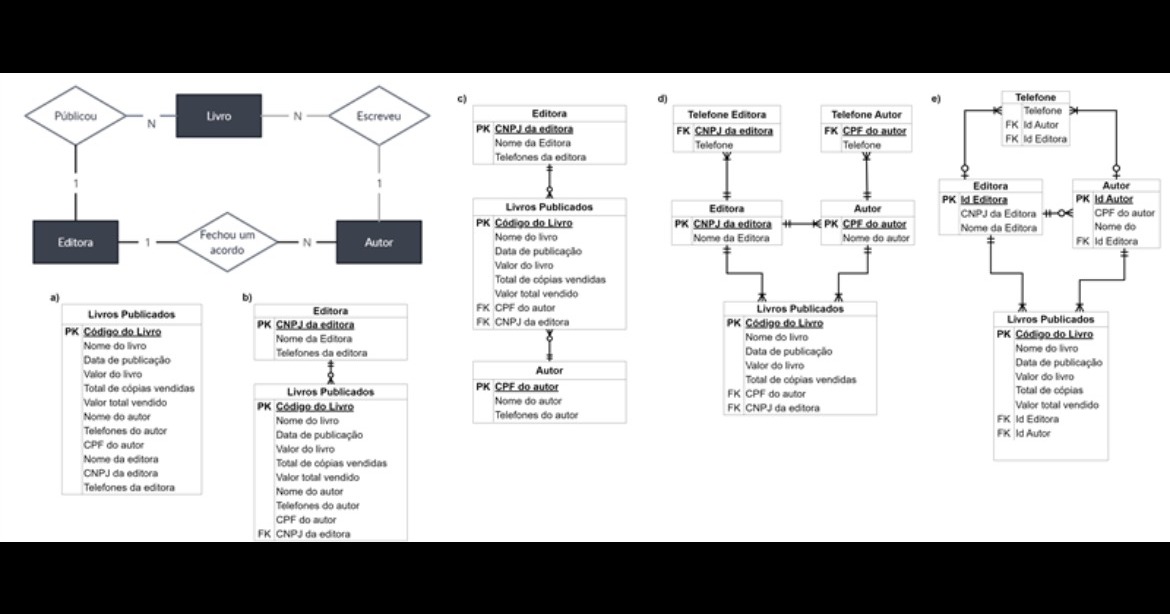 Públicou
N
Livro
N
Escreveu
1
1
Editora
1
Fechou um
acordo
N
Autor
a)
Livros Publicados
PK Código do Livro
Nome do livro
Data de publicação
Valor do livro
Total de cópias vendidas
Valor total vendido
Nome do autor
Telefones do autor
CPF do autor
Nome da editora
CNPJ da editora
Telefones da editora
b)
Editora
PK CNPJ da editora
Nome da Editora
Telefones da editora
Livros Publicados
PK Código do Livro
Nome do livro
Data de publicação
Valor do livro
Total de cópias vendidas
Valor total vendido
Nome do autor
Telefones do autor
CPF do autor
FK CNPJ da editora
c)
Editora
PK CNPJ da editora
Nome da Editora
Telefones da editora
Livros Publicados
PK Código do Livro
Nome do livro
Data de publicação
Valor do livro
Total de cópias vendidas
Valor total vendido
FK CPF do autor
FK CNPJ da editora
Autor
PK CPF do autor
Nome do autor
Telefones do autor
d)
Telefone Editora
FK CNPJ da editora
Telefone
Telefone Autor
FK CPF do autor
Telefone
Editora
PK CNPJ da editora
Nome da Editora
Autor
PK CPF do autor
Nome do autor
Livros Publicados
PK Código do Livro
Nome do livro
Data de publicação
Valor do livro
Total de cópias vendidas
FK CPF do autor
FK CNPJ da editora
e)
Telefone
Telefone
FK Id Autor
FK Id Editora
Editora
PK Id Editora
CNPJ da Editora
Nome da Editora
Autor
PK Id Autor
CPF do autor
Nome do
FK Id Editora
Livros Publicados
PK Código do Livro
Nome do livro
Data de publicação
Valor do livro
Total de cópias
Valor total vendido
FK Id Editora
FK Id Autor